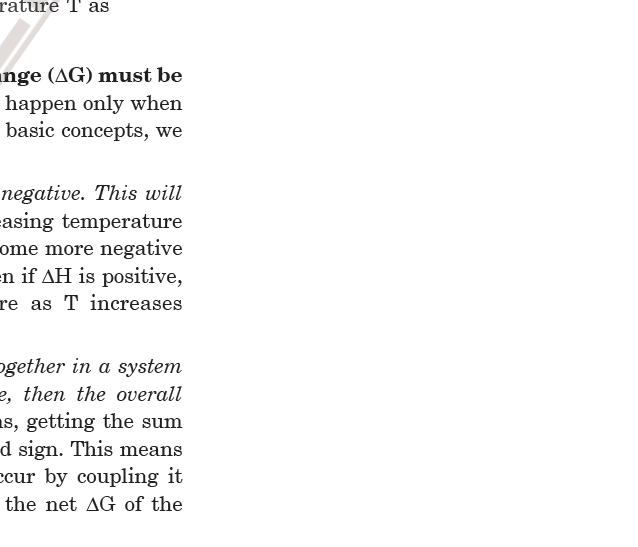 rature T as
ange (ΔG) must be
happen only when
basic concepts, we
negative. This will
easing temperature
ome more negative
en if ΔH is positive,
re as T increases
ogether in a system
e, then the overall
ns, getting the sum
d sign. This means
ccur by coupling it
the net ΔG of the